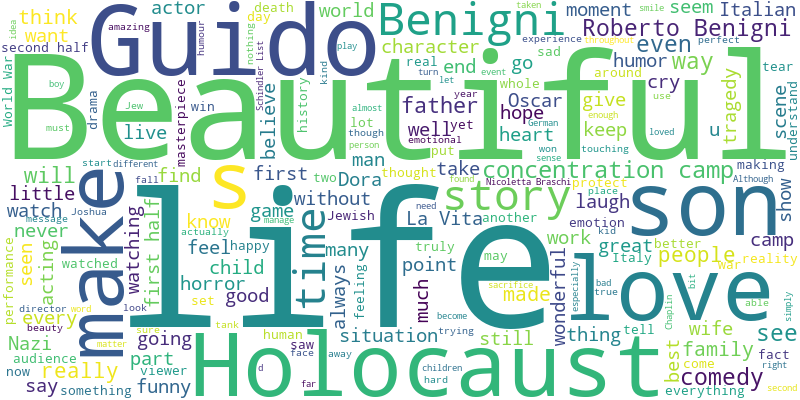 amazing
idea
think
want
second half
actor
humour
death
day
nothing
Guido
smile
taken
play
Benigni
world
seem
Italian
moment
Roberto Benigni
experience
throughout
perfect
character
even
way
sad
World War
boy
must
drama
Jew
win
masterpiece
real
turn
let
event
end
go
humor
cry
around
tear
kind
Schindler List
history
Beautiful
whole
year
father
Oscar
hope
give
tragedy
scene
understand
live
different
start
lot
though
person
believe
almost
German
enough
well
yet
emotional
heart
won
sense
touching
keep
loved
use
u
will
find
s
man
put
thought
take
concentration camp
Nicoletta Braschi
making
Although
little
fall
first
two
Dora
story
laugh
protect
place
son
show
watch
Joshua
message
make
know
game
without
Jewish
time
La Vita
another
emotion
kid
never
seen
acting
watched
actually
watching
first half
feel
happy
many
need
found
truly
work
great
better
Italy
people
camp
war
reality
performance
director
beauty
word
look
child
horror
always
feeling
point
may
wonderful
bad
true
especially
bit
able
every
Nazi
sure
matter
set
good
tank
life
much
made
sacrifice
become
trying
love
Chaplin
simply
audience
now
say
really
something
going
part
viewer
funny
human
saw
face
d
far
away
situation
manage
Holocaust
children
hard
still
thing
tell
wife
family
best
come
everything
see
fact
right
comedy
second